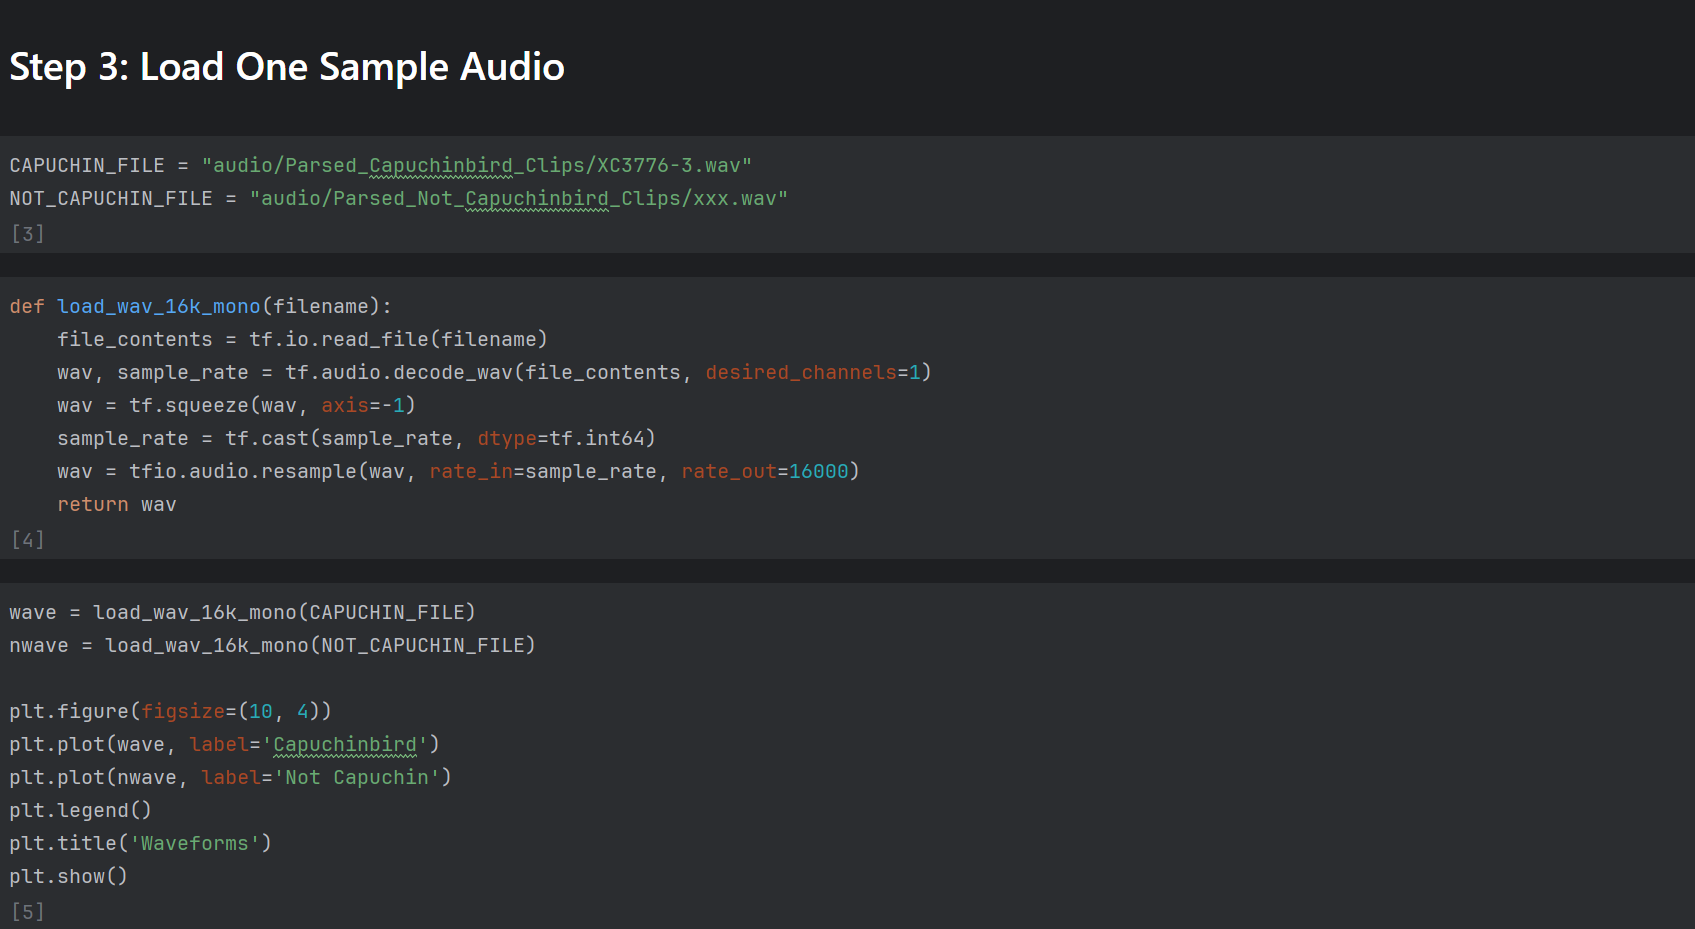 Step 3: Load One Sample Audio
CAPUCHIN_FILE = "audio/Parsed_Capuchinbird_Clips/XC3776-3.wav"
NOT_CAPUCHIN_FILE = "audio/Parsed_Not_Capuchinbird_Clips/xxx.wav"
[3]
def load_wav_16k_mono(filename):
    file_contents = tf.io.read_file(filename)
    wav, sample_rate = tf.audio.decode_wav(file_contents, desired_channels=1)
    wav = tf.squeeze(wav, axis=-1)
    sample_rate = tf.cast(sample_rate, dtype=tf.int64)
    wav = tfio.audio.resample(wav, rate_in=sample_rate, rate_out=16000)
    return wav
[4]
wave = load_wav_16k_mono(CAPUCHIN_FILE)
nwave = load_wav_16k_mono(NOT_CAPUCHIN_FILE)

plt.figure(figsize=(10, 4))
plt.plot(wave, label='Capuchinbird')
plt.plot(nwave, label='Not Capuchin')
plt.legend()
plt.title('Waveforms')
plt.show()
[5]